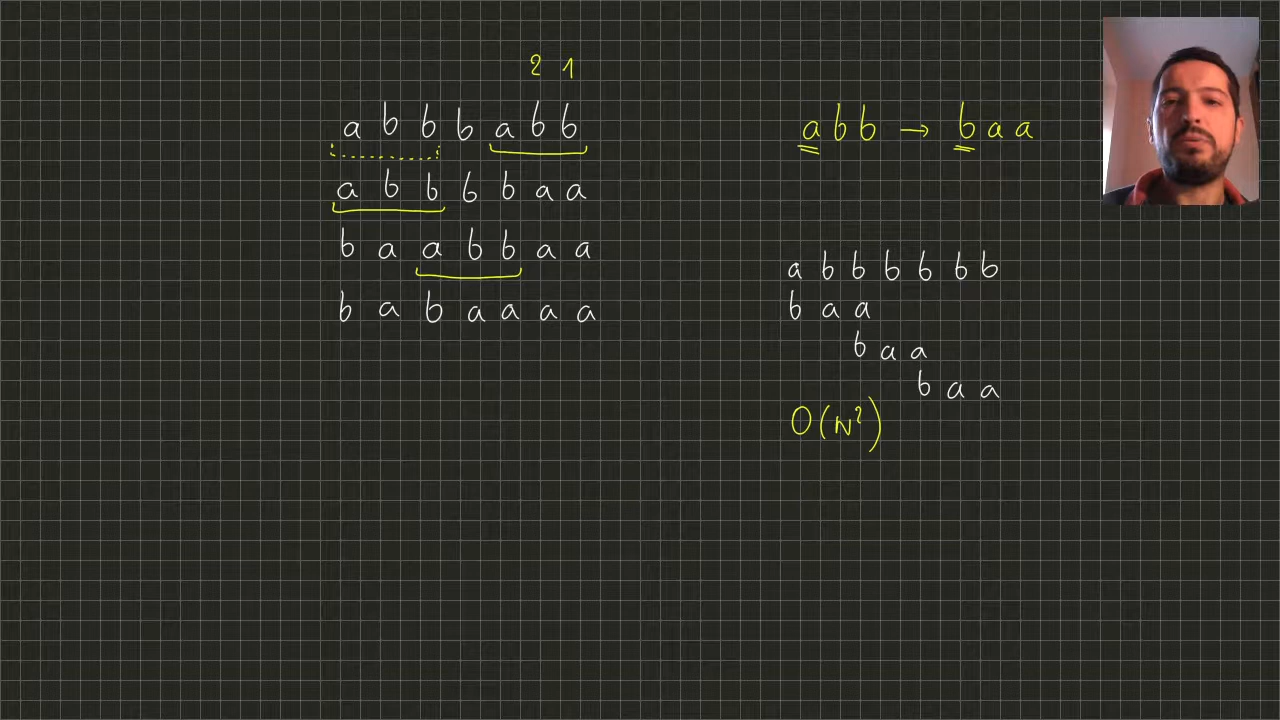 2 1
a b b b a b b
a b b b b a a
b a a b b a a
b a b a a a a
a b b → b a a
a b b b b b b
b a a
b a a
b a a
O(N²)